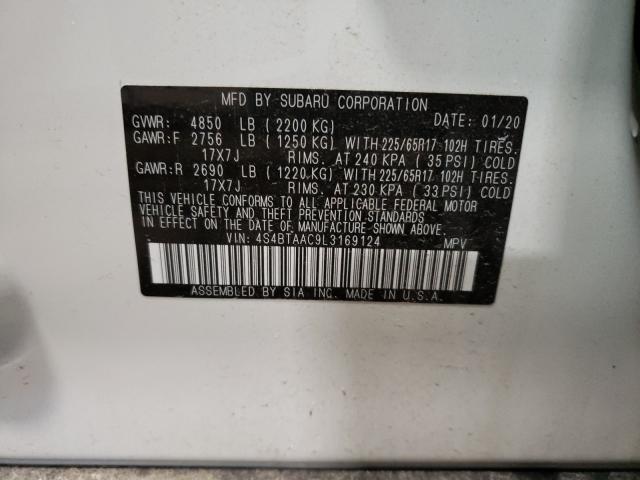 MFD BY SUBARU CORPORATION DATE: 01/20
GVWR: 4850 LB (2200 KG)
GAWR:F 2756 LB (1250 KG) WITH 225/65R17 102H TIRES.
17X7J RIMS. AT 240 KPA (35 PSI) COLD
GAWR:R 2690 LB (1220KG) WITH 225/65R17 102H TIRES.
17X7J RIMS. AT 230 KPA (33 PSI) COLD
THIS VEHICLE CONFORMS TO ALL APPLICABLE FEDERAL MOTOR
VEHICLE SAFETY AND THEFT PREVENTION STANDARDS
IN EFFECT ON THE DATE OF MANUFACTURE SHOWN ABOVE.
VIN: 4S4BTAAC9L3169124 MPV
ASSEMBLED BY SIA INC. MADE IN U.S.A.